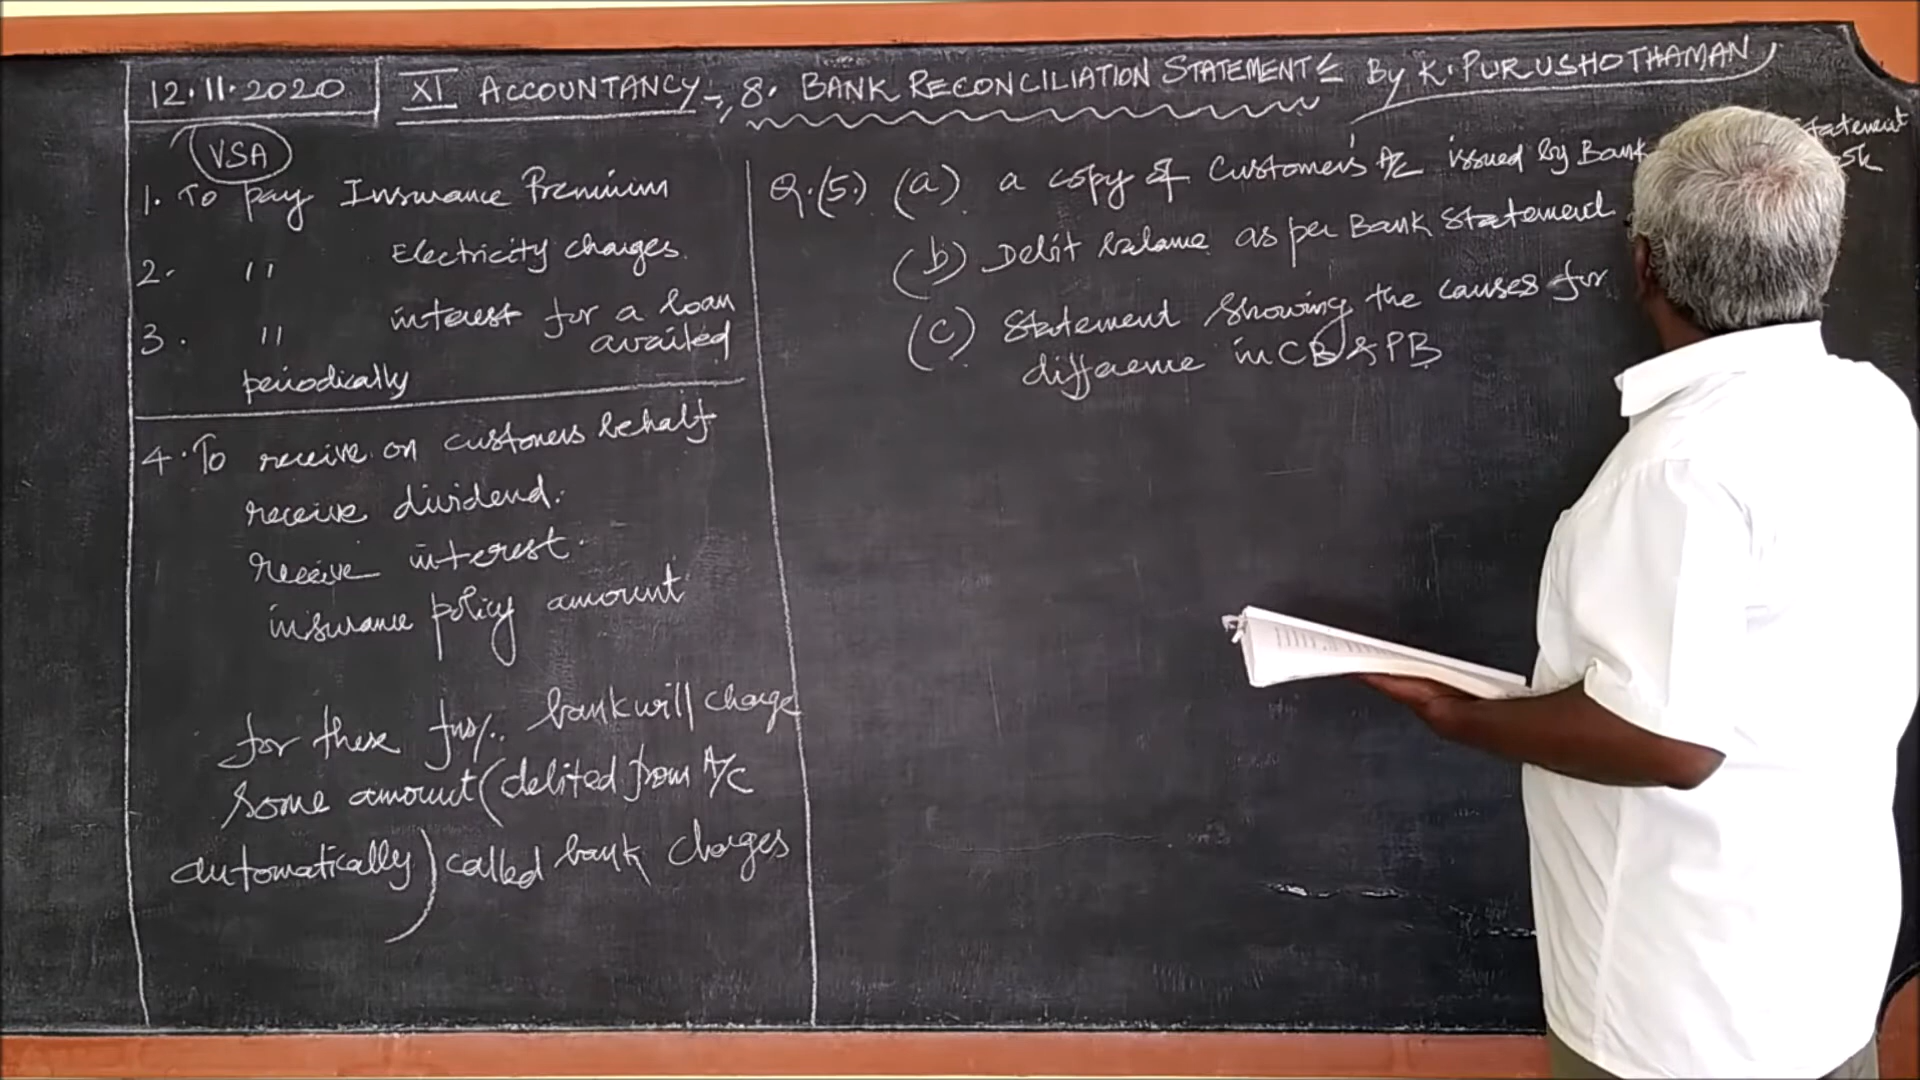 12.11.2020 XI ACCOUNTANCY 8. BANK RECONCILIATION STATEMENT By K. PURUSHOTHAMAN
VSA
1. To pay Insurance Premium
2. 〃 Electricity charges.
3. 〃 interest for a loan
availed
periodically
4. To receive on customers behalf
receive dividend.
receive interest.
insurance policy amount
for these bank will charge
some amount (debited from A/c
automatically) called bank charges
Q.(5.) (a) a copy of Customer's A/c issued by Bank Statement
(b) Debit balance as per Bank Statement
(c) Statement showing the causes for
difference in CB & PB